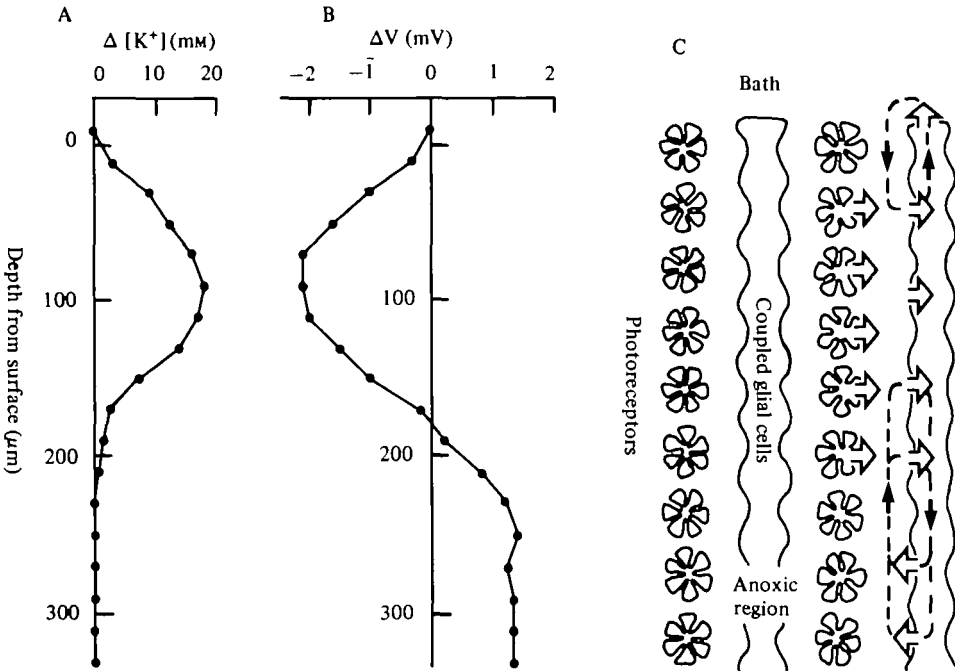 A
Δ [K⁺] (mM)
0 10 20
0
100
200
300
Depth from surface (μm)
B
ΔV (mV)
−2 −1 0 1 2
100
200
300
C
Bath
Photoreceptors
Coupled glial cells
Anoxic
region